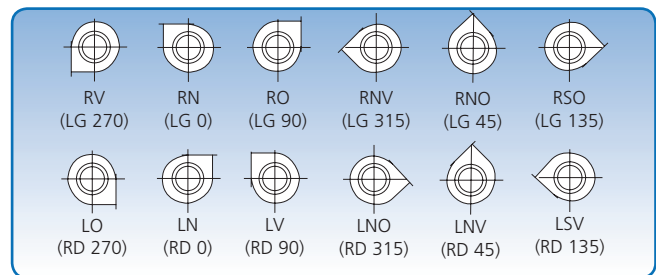 RV RN RO RNV RNO RSO
(LG 270) (LG 0) (LG 90) (LG 315) (LG 45) (LG 135)
LO LN LV LNO LNV LSV
(RD 270) (RD 0) (RD 90) (RD 315) (RD 45) (RD 135)